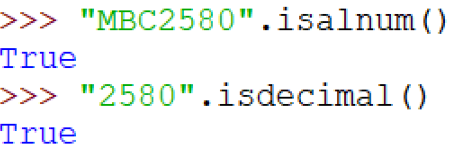 >>> "MBC2580".isalnum()
True
>>> "2580".isdecimal()
True